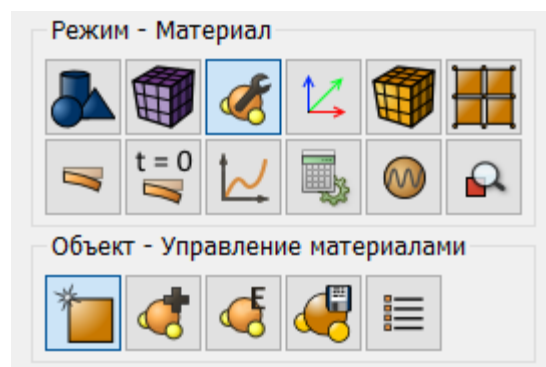 Режим - Материал
t = 0
Объект - Управление материалами
E